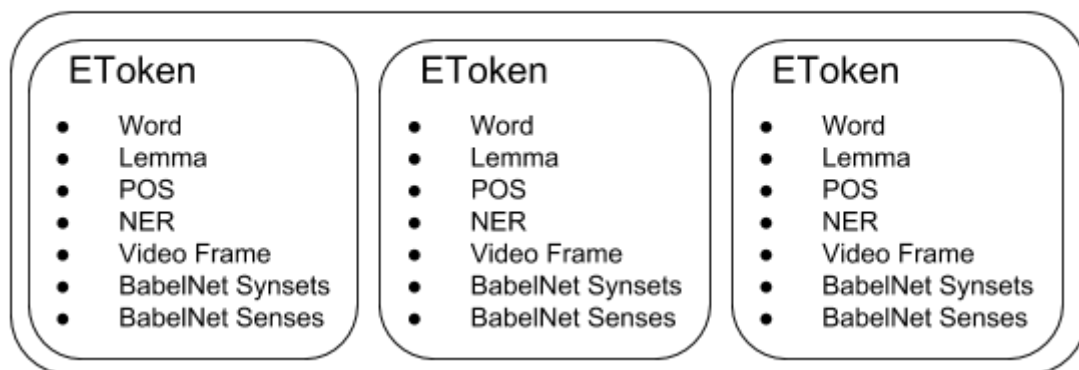 EToken
● Word
● Lemma
● POS
● NER
● Video Frame
● BabelNet Synsets
● BabelNet Senses
EToken
● Word
● Lemma
● POS
● NER
● Video Frame
● BabelNet Synsets
● BabelNet Senses
EToken
● Word
● Lemma
● POS
● NER
● Video Frame
● BabelNet Synsets
● BabelNet Senses